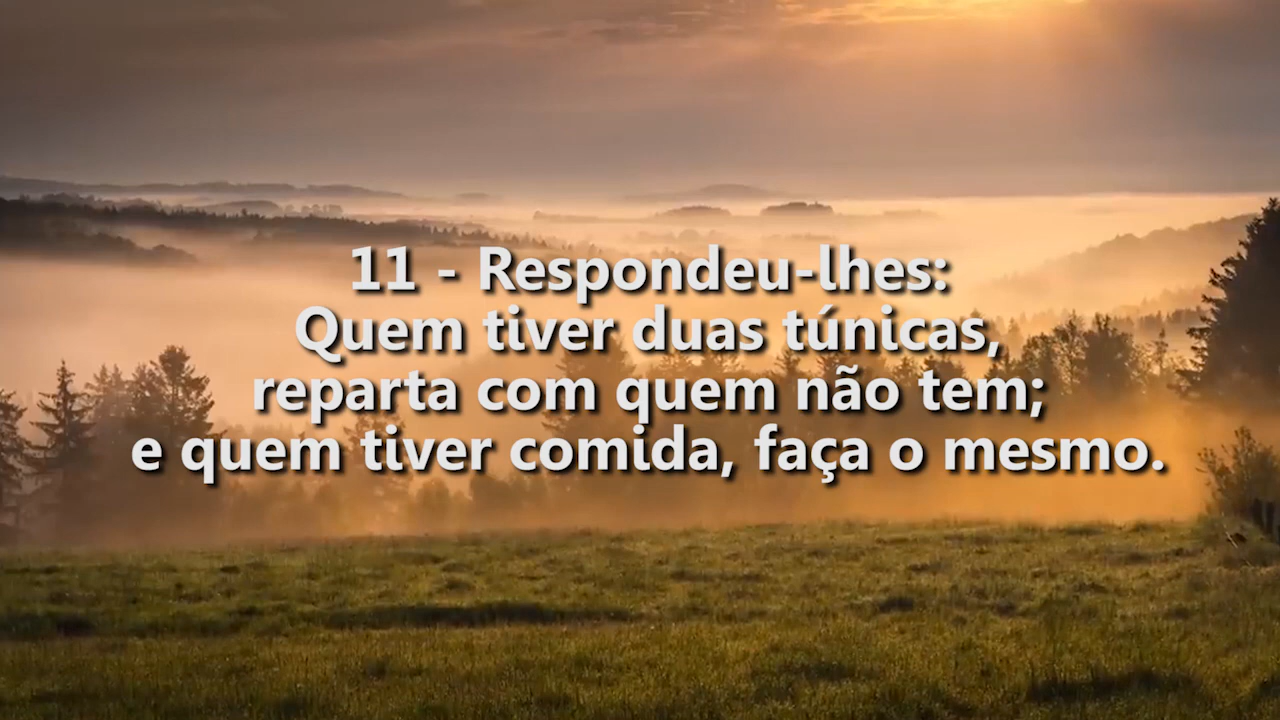 11 - Respondeu-lhes:
Quem tiver duas túnicas,
reparta com quem não tem;
e quem tiver comida, faça o mesmo.